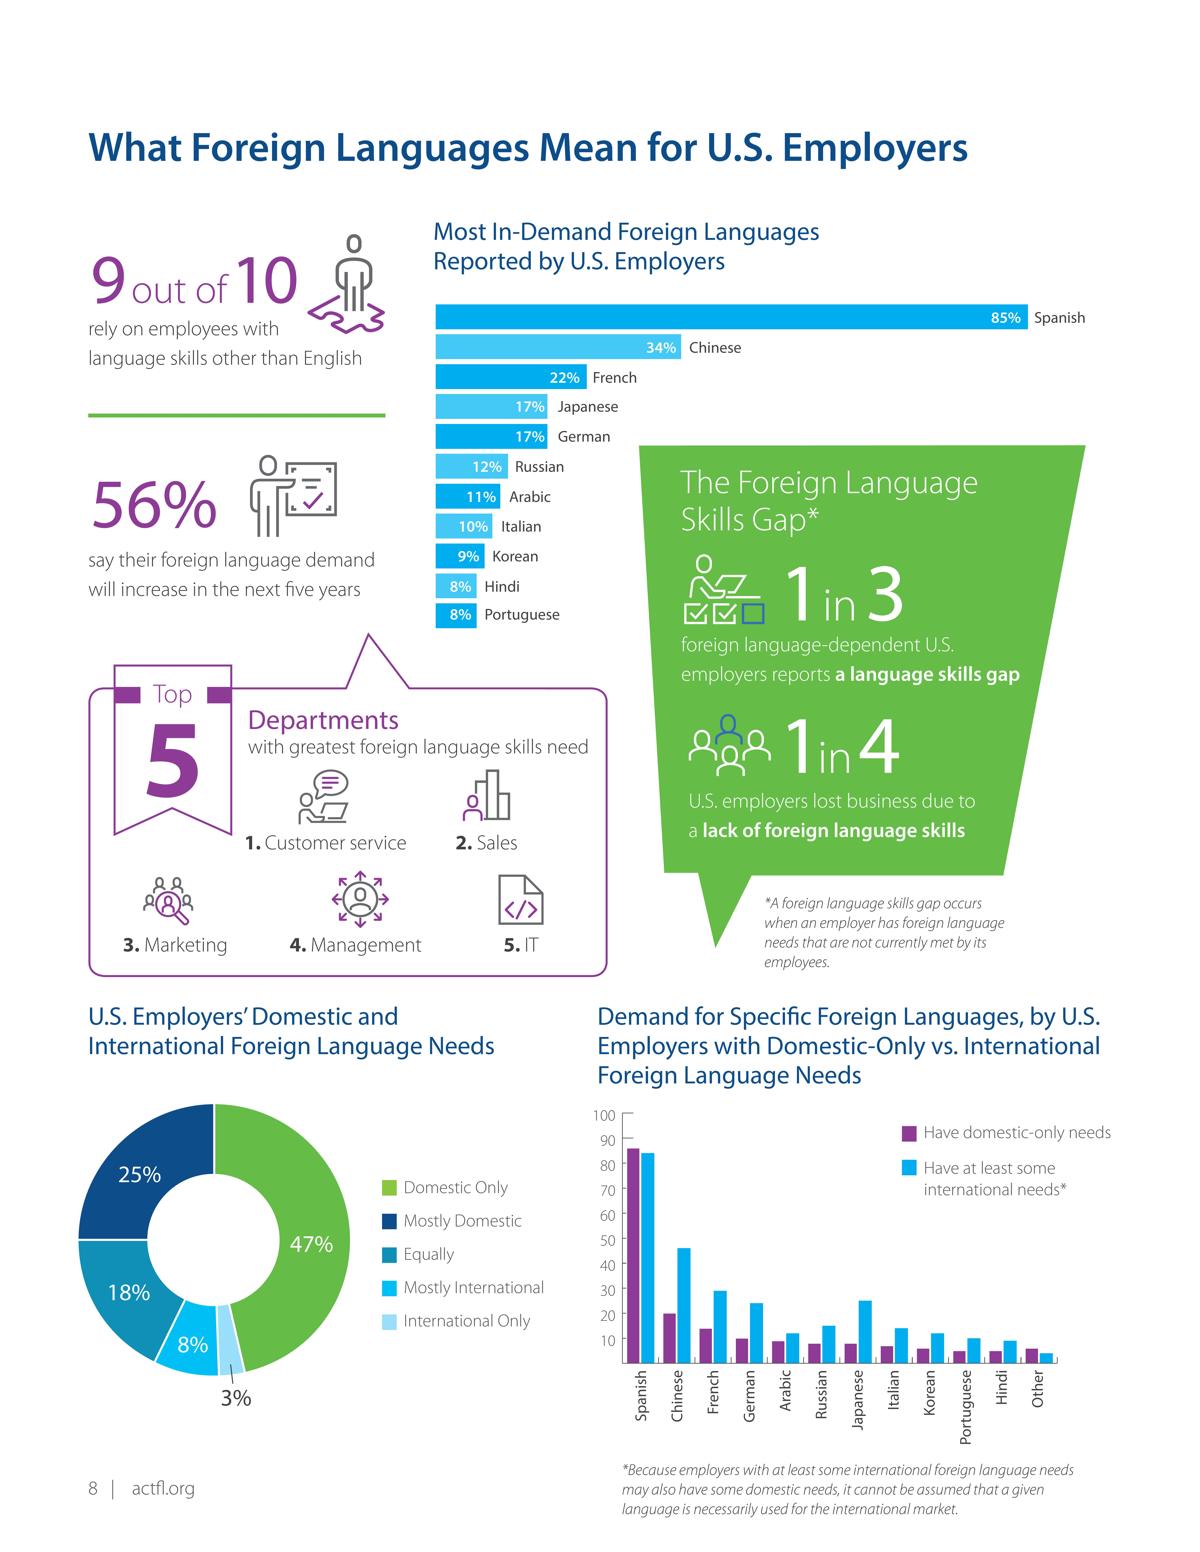 What Foreign Languages Mean for U.S. Employers
9 out of 10
rely on employees with
language skills other than English
56%
say their foreign language demand
will increase in the next five years
Most In-Demand Foreign Languages
Reported by U.S. Employers
85% Spanish
34% Chinese
22% French
17% Japanese
17% German
12% Russian
11% Arabic
10% Italian
9% Korean
8% Hindi
8% Portuguese
The Foreign Language
Skills Gap*
1 in 3
foreign language-dependent U.S.
employers reports a language skills gap
1 in 4
U.S. employers lost business due to
a lack of foreign language skills
*A foreign language skills gap occurs
when an employer has foreign language
needs that are not currently met by its
employees.
Top
5
Departments
with greatest foreign language skills need
1. Customer service
2. Sales
3. Marketing
4. Management
5. IT
</>
U.S. Employers' Domestic and
International Foreign Language Needs
25%
47%
18%
8%
3%
Domestic Only
Mostly Domestic
Equally
Mostly International
International Only
Demand for Specific Foreign Languages, by U.S.
Employers with Domestic-Only vs. International
Foreign Language Needs
100
90
80
70
60
50
40
30
20
10
Have domestic-only needs
Have at least some
international needs*
Spanish
Chinese
French
German
Arabic
Russian
Japanese
Italian
Korean
Portuguese
Hindi
Other
*Because employers with at least some international foreign language needs
may also have some domestic needs, it cannot be assumed that a given
language is necessarily used for the international market.
8 | actfl.org